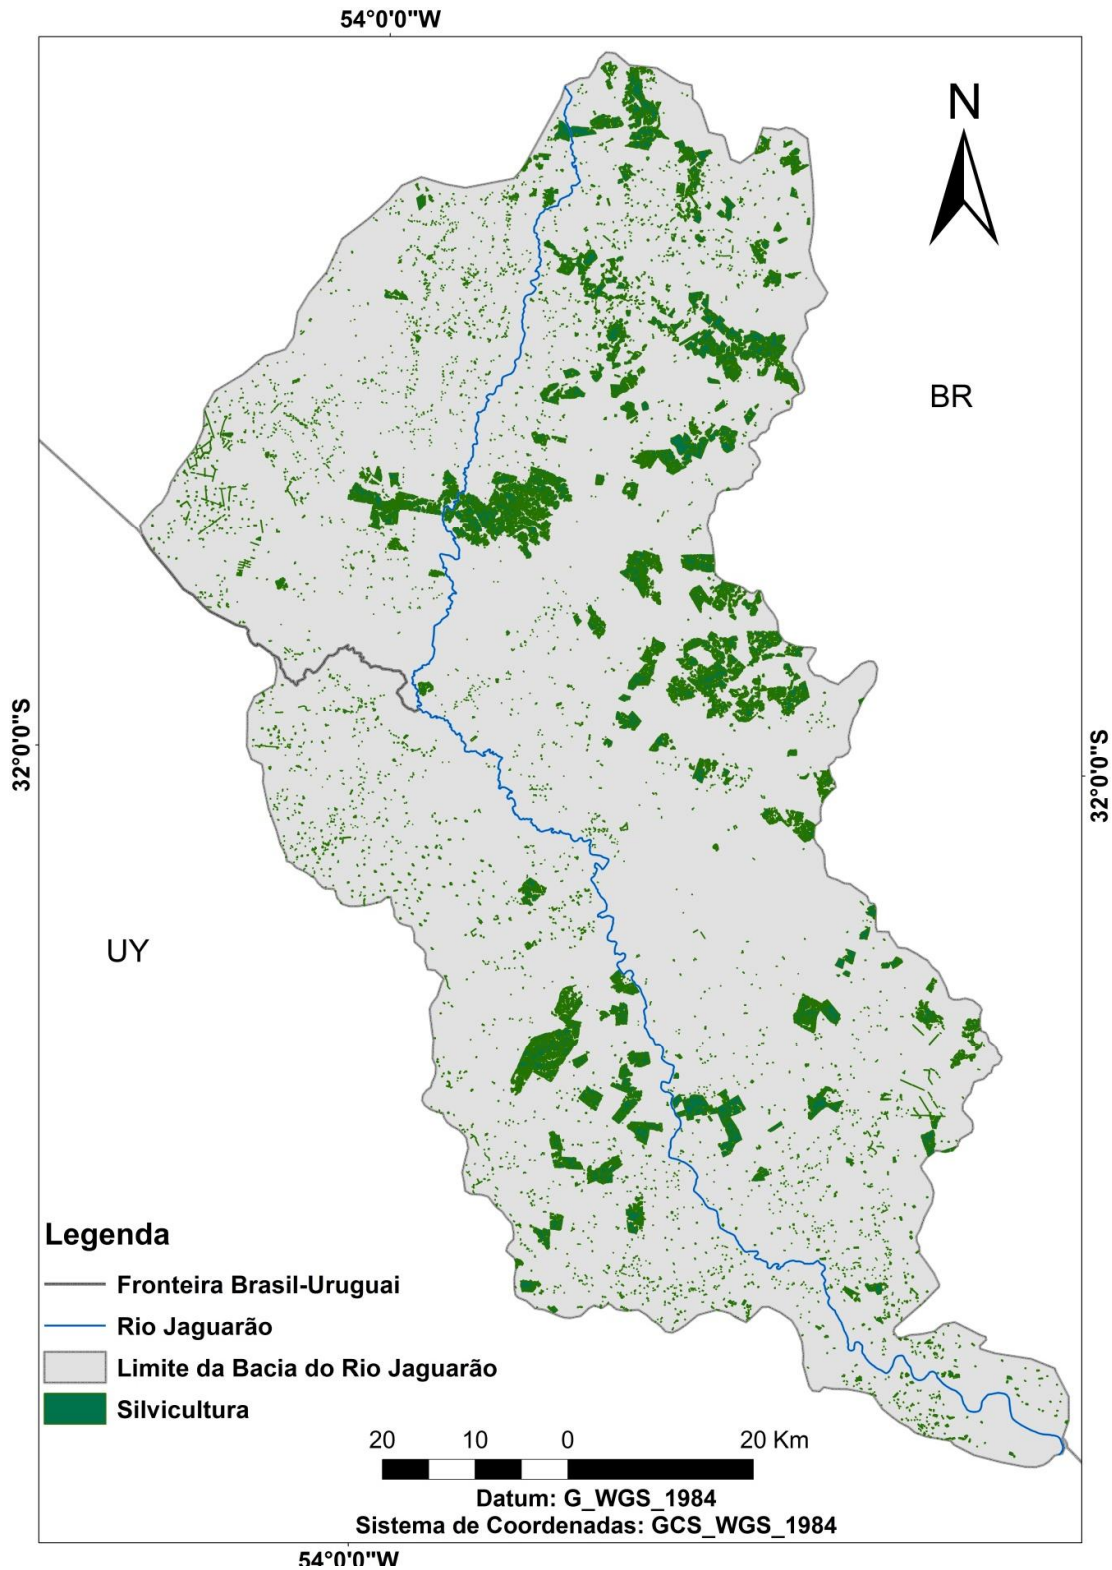 54°0'0"W
N
BR
32°0'0"S
32°0'0"S
UY
Legenda
Fronteira Brasil-Uruguai
Rio Jaguarão
Limite da Bacia do Rio Jaguarão
Silvicultura
20 10 0 20 Km
Datum: G_WGS_1984
Sistema de Coordenadas: GCS_WGS_1984
54°0'0"W